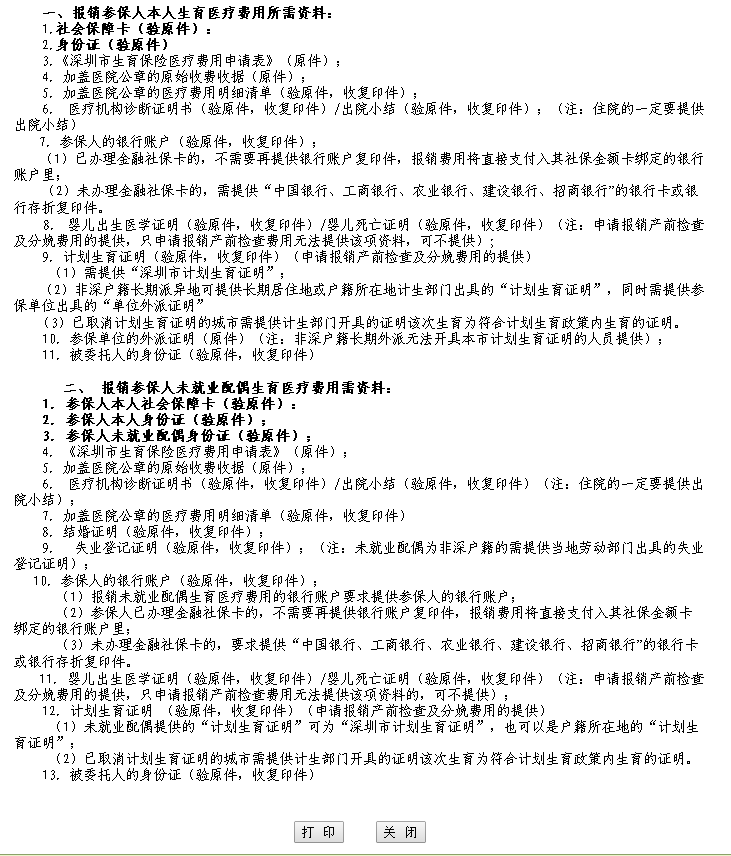 一、报销参保人本人生育医疗费用所需资料：
1.社会保障卡（验原件）：
2.身份证（验原件）
3.《深圳市生育保险医疗费用申请表》（原件）；
4. 加盖医院公章的原始收费收据（原件）；
5. 加盖医院公章的医疗费用明细清单（验原件，收复印件）；
6. 医疗机构诊断证明书（验原件，收复印件）/出院小结（验原件，收复印件）；（注：住院的一定要提供
出院小结）
7. 参保人的银行账户（验原件，收复印件）；
（1）已办理金融社保卡的，不需要再提供银行账户复印件，报销费用将直接支付入其社保金额卡绑定的银行
账户里；
（2）未办理金融社保卡的，需提供“中国银行、工商银行、农业银行、建设银行、招商银行”的银行卡或银
行存折复印件。
8. 婴儿出生医学证明（验原件，收复印件）/婴儿死亡证明（验原件，收复印件）（注：申请报销产前检查
及分娩费用的提供，只申请报销产前检查费用无法提供该项资料，可不提供）；
9. 计划生育证明（验原件，收复印件）（申请报销产前检查及分娩费用的提供）
（1）需提供“深圳市计划生育证明”；
（2）非深户籍长期派异地可提供长期居住地或户籍所在地计生部门出具的“计划生育证明”，同时需提供参
保单位出具的“单位外派证明”
（3）已取消计划生育证明的城市需提供计生部门开具的证明该次生育为符合计划生育政策内生育的证明。
10. 参保单位的外派证明（原件）（注：非深户籍长期外派无法开具本市计划生育证明的人员提供）；
11. 被委托人的身份证（验原件，收复印件）
二、 报销参保人未就业配偶生育医疗费用需资料：
1. 参保人本人社会保障卡（验原件）：
2. 参保人本人身份证（验原件）；
3. 参保人未就业配偶身份证（验原件）；
4. 《深圳市生育保险医疗费用申请表》（原件）；
5. 加盖医院公章的原始收费收据（原件）；
6. 医疗机构诊断证明书（验原件，收复印件）/出院小结（验原件，收复印件）（注：住院的一定要提供出
院小结）；
7. 加盖医院公章的医疗费用明细清单（验原件，收复印件）
8. 结婚证明（验原件，收复印件）；
9. 失业登记证明（验原件，收复印件）；（注：未就业配偶为非深户籍的需提供当地劳动部门出具的失业
登记证明）；
10. 参保人的银行账户（验原件，收复印件）；
（1）报销未就业配偶生育医疗费用的银行账户要求提供参保人的银行账户；
（2）参保人已办理金融社保卡的，不需要再提供银行账户复印件，报销费用将直接支付入其社保金额卡
绑定的银行账户里；
（3）未办理金融社保卡的，要求提供“中国银行、工商银行、农业银行、建设银行、招商银行”的银行卡
或银行存折复印件。
11. 婴儿出生医学证明（验原件，收复印件）/婴儿死亡证明（验原件，收复印件）（注：申请报销产前检查
及分娩费用的提供，只申请报销产前检查费用无法提供该项资料的，可不提供）；
12. 计划生育证明 （验原件，收复印件）（申请报销产前检查及分娩费用的提供）
（1）未就业配偶提供的“计划生育证明”可为“深圳市计划生育证明”，也可以是户籍所在地的“计划生
育证明”；
（2）已取消计划生育证明的城市需提供计生部门开具的证明该次生育为符合计划生育政策内生育的证明。
13. 被委托人的身份证（验原件，收复印件）
打 印 关 闭